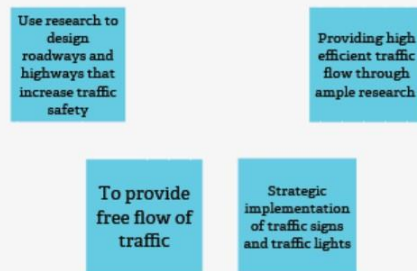 Use research to
design
roadways and
highways that
increase traffic
safety
Providing high
efficient traffic
flow through
ample research
To provide
free flow of
traffic
Strategic
implementation
of traffic signs
and traffic lights